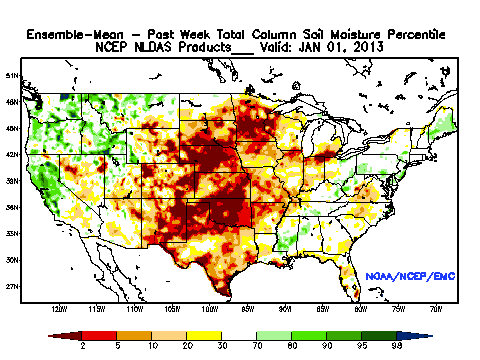 Ensemble-Mean - Past Week Total Column Soil Moisture Percentile
NCEP NLDAS Products___ Valid: JAN 01, 2013
51N
48N
45N
42N
39N
36N
33N
30N
27N
NOAA/NCEP/EMC
120W 115W 110W 105W 100W 95W 90W 85W 80W 75W 70W
2 5 10 20 30 70 80 90 95 98